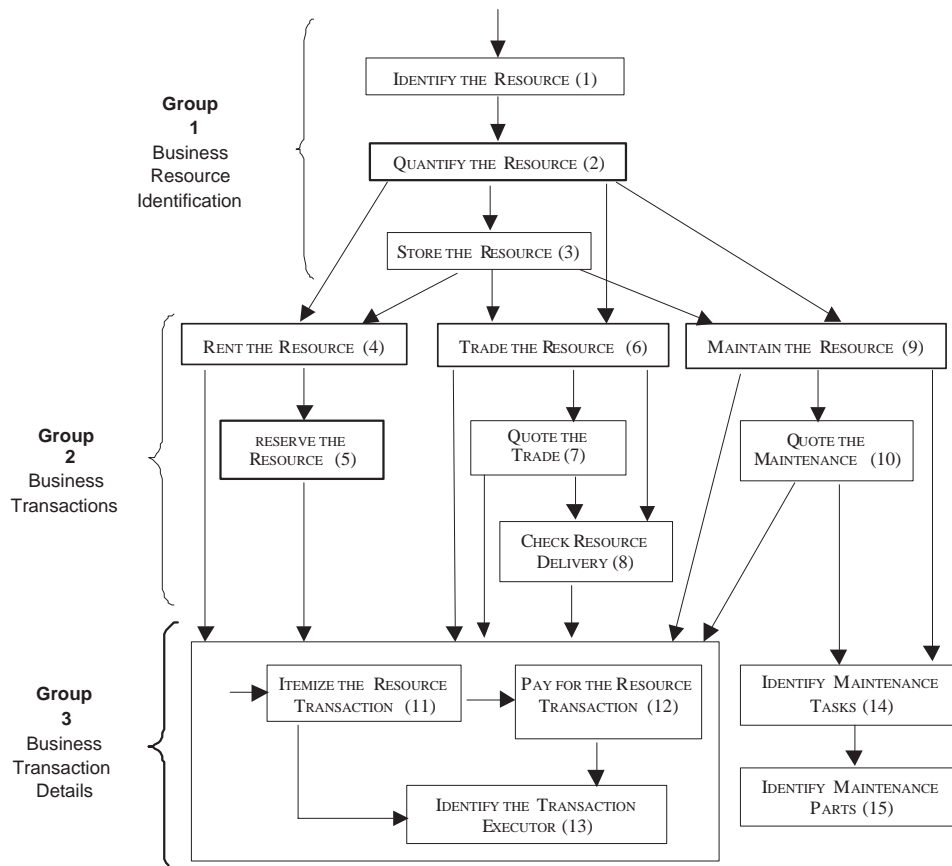 IDENTIFY THE RESOURCE (1)
Group
1
Business
Resource
Identification
QUANTIFY THE RESOURCE (2)
STORE THE RESOURCE (3)
RENT THE RESOURCE (4)
TRADE THE RESOURCE (6)
MAINTAIN THE RESOURCE (9)
Group
2
Business
Transactions
RESERVE THE
RESOURCE (5)
QUOTE THE
TRADE (7)
QUOTE THE
MAINTENANCE (10)
CHECK RESOURCE
DELIVERY (8)
Group
3
Business
Transaction
Details
ITEMIZE THE RESOURCE
TRANSACTION (11)
PAY FOR THE RESOURCE
TRANSACTION (12)
IDENTIFY MAINTENANCE
TASKS (14)
IDENTIFY THE TRANSACTION
EXECUTOR (13)
IDENTIFY MAINTENANCE
PARTS (15)